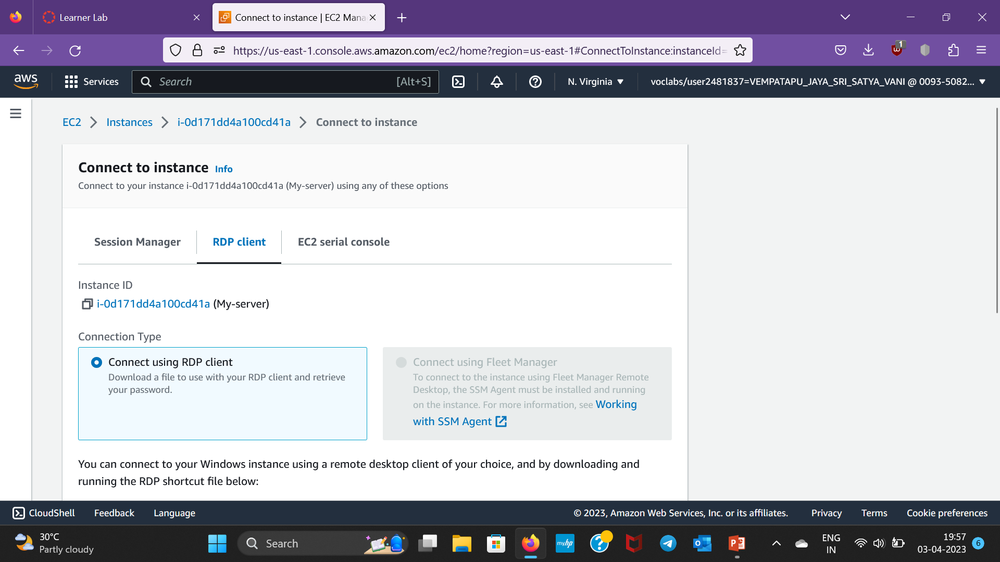 Learner Lab
Connect to instance | EC2 Mana
https://us-east-1.console.aws.amazon.com/ec2/home?region=us-east-1#ConnectToInstance:instanceId=
1
aws
Services
Search
[Alt+S]
N. Virginia
voclabs/user2481837=VEMPATAPU_JAYA_SRI_SATYA_VANI @ 0093-5082...
EC2
Instances
i-0d171dd4a100cd41a
Connect to instance
Connect to instance Info
Connect to your instance i-0d171dd4a100cd41a (My-server) using any of these options
Session Manager
RDP client
EC2 serial console
Instance ID
i-0d171dd4a100cd41a (My-server)
Connection Type
Connect using RDP client
Download a file to use with your RDP client and retrieve
your password.
Connect using Fleet Manager
To connect to the instance using Fleet Manager Remote
Desktop, the SSM Agent must be installed and running
on the instance. For more information, see Working
with SSM Agent
You can connect to your Windows instance using a remote desktop client of your choice, and by downloading and
running the RDP shortcut file below:
CloudShell
Feedback
Language
© 2023, Amazon Web Services, Inc. or its affiliates.
Privacy
Terms
Cookie preferences
30°C
Partly cloudy
Search
myhp
ENG
IN
19:57
03-04-2023
6